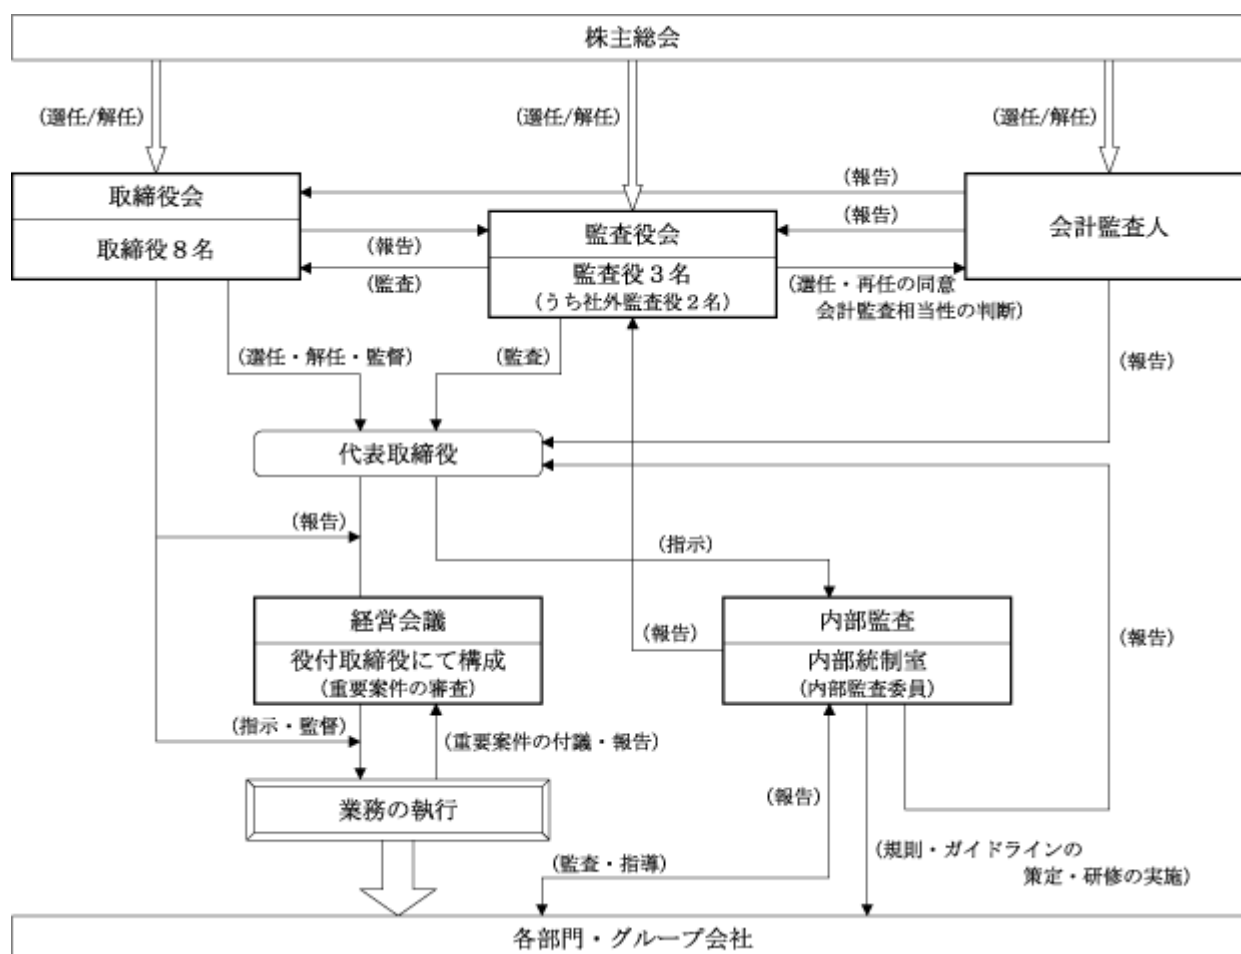 株主総会
(選任/解任)
(選任/解任)
(選任/解任)
取締役会
取締役8名
(報告)
(報告)
会計監査人
監査役会
監査役3名
(うち社外監査役2名)
(報告)
(監査)
(選任・再任の同意
会計監査相当性の判断)
(選任・解任・監督)
(監査)
(報告)
代表取締役
(報告)
(指示)
経営会議
役付取締役にて構成
(重要案件の審査)
(報告)
内部監査
内部統制室
(内部監査委員)
(報告)
(指示・監督)
(重要案件の付議・報告)
業務の執行
(報告)
(監査・指導)
(規則・ガイドラインの
策定・研修の実施)
各部門・グループ会社